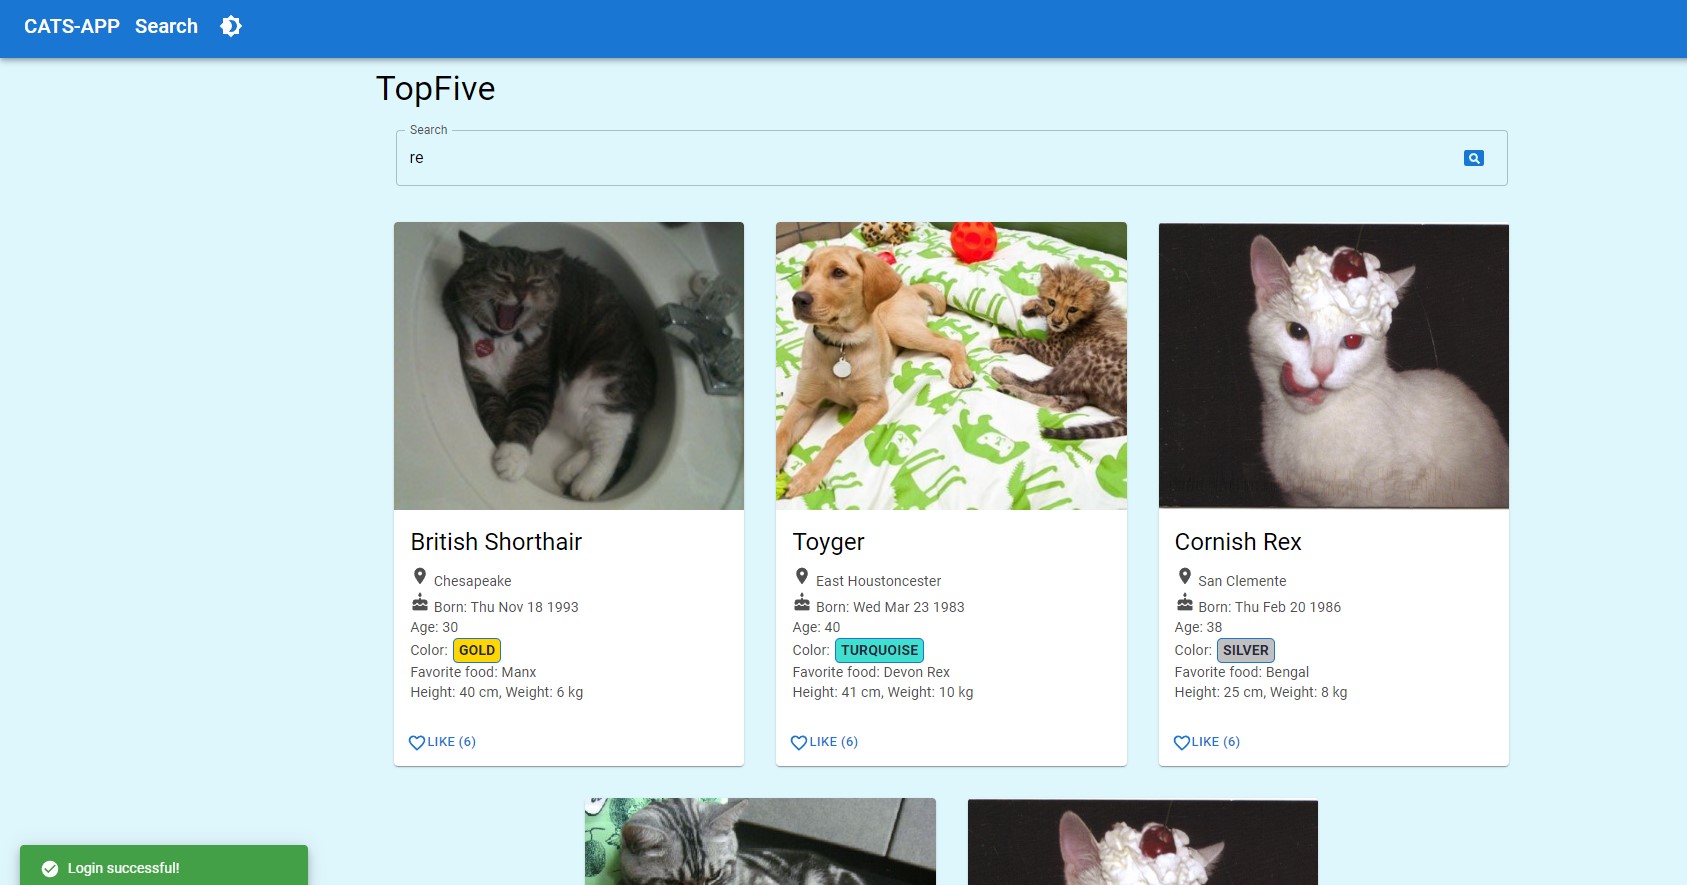 CATS-APP Search
TopFive
Search
re
British Shorthair
Chesapeake
Born: Thu Nov 18 1993
Age: 30
Color: GOLD
Favorite food: Manx
Height: 40 cm, Weight: 6 kg
LIKE (6)
Toyger
East Houstoncester
Born: Wed Mar 23 1983
Age: 40
Color: TURQUOISE
Favorite food: Devon Rex
Height: 41 cm, Weight: 10 kg
LIKE (6)
Cornish Rex
San Clemente
Born: Thu Feb 20 1986
Age: 38
Color: SILVER
Favorite food: Bengal
Height: 25 cm, Weight: 8 kg
LIKE (6)
Login successful!